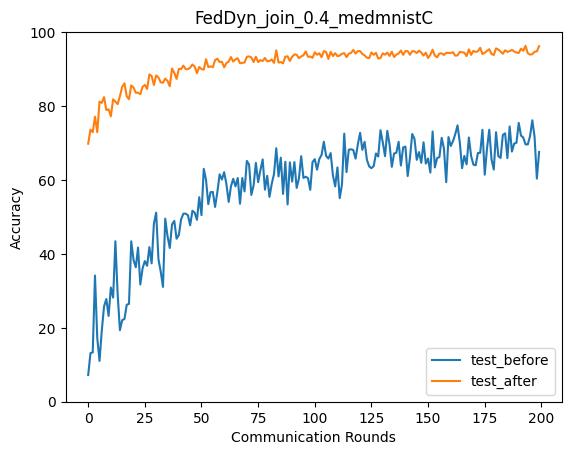 FedDyn_join_0.4_medmnistC
Accuracy
100
80
60
40
20
0
0 25 50 75 100 125 150 175 200
Communication Rounds
test_before
test_after